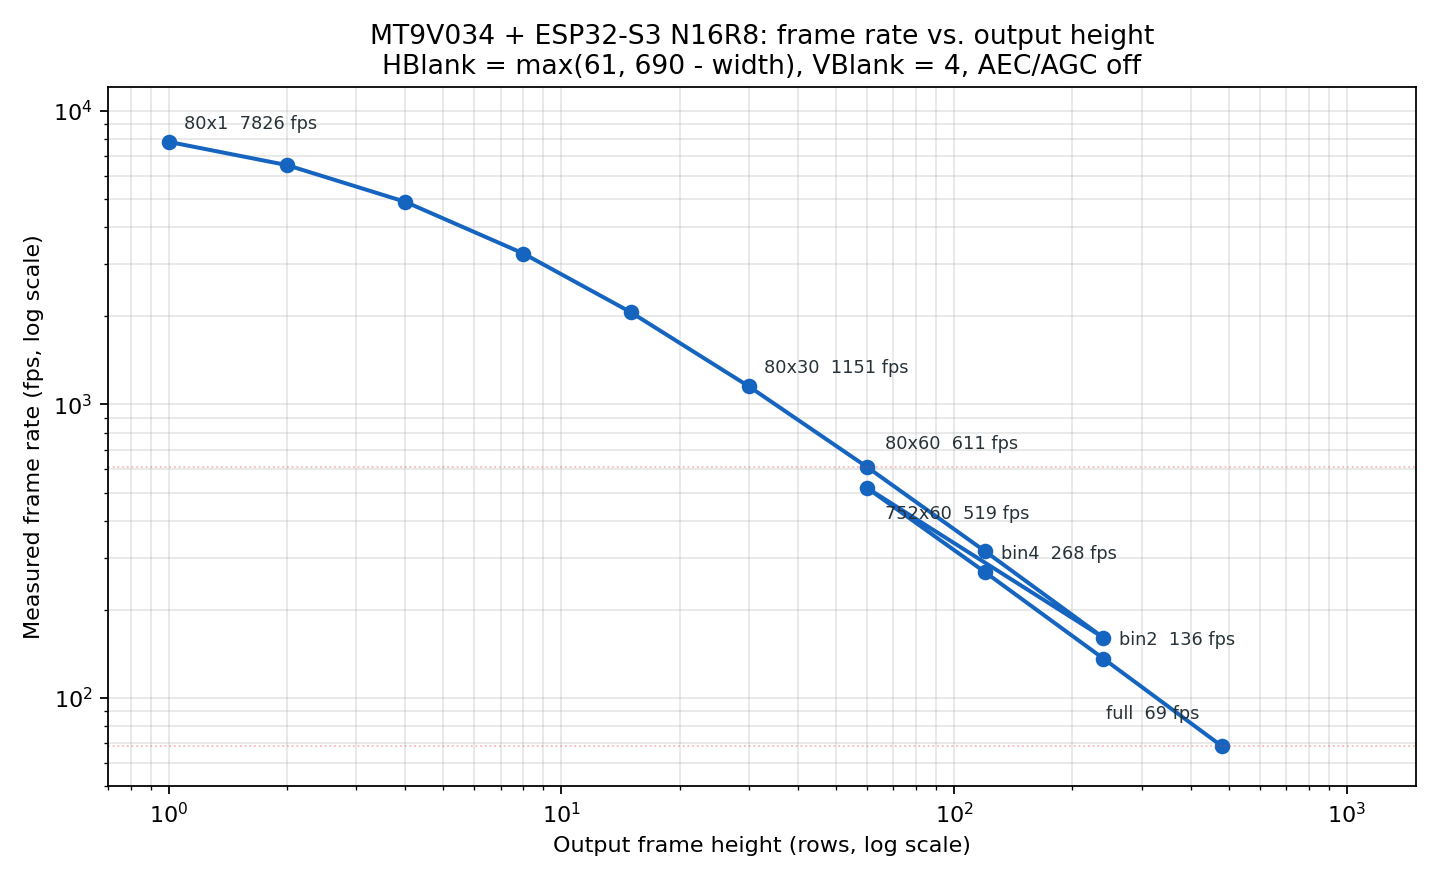 MT9V034 + ESP32-S3 N16R8: frame rate vs. output height
HBlank = max(61, 690 - width), VBlank = 4, AEC/AGC off
Measured frame rate (fps, log scale)
10⁴
10³
10²
80x1 7826 fps
80x30 1151 fps
80x60 611 fps
752x60 519 fps
bin4 268 fps
bin2 136 fps
full 69 fps
10⁰
10¹
10²
10³
Output frame height (rows, log scale)